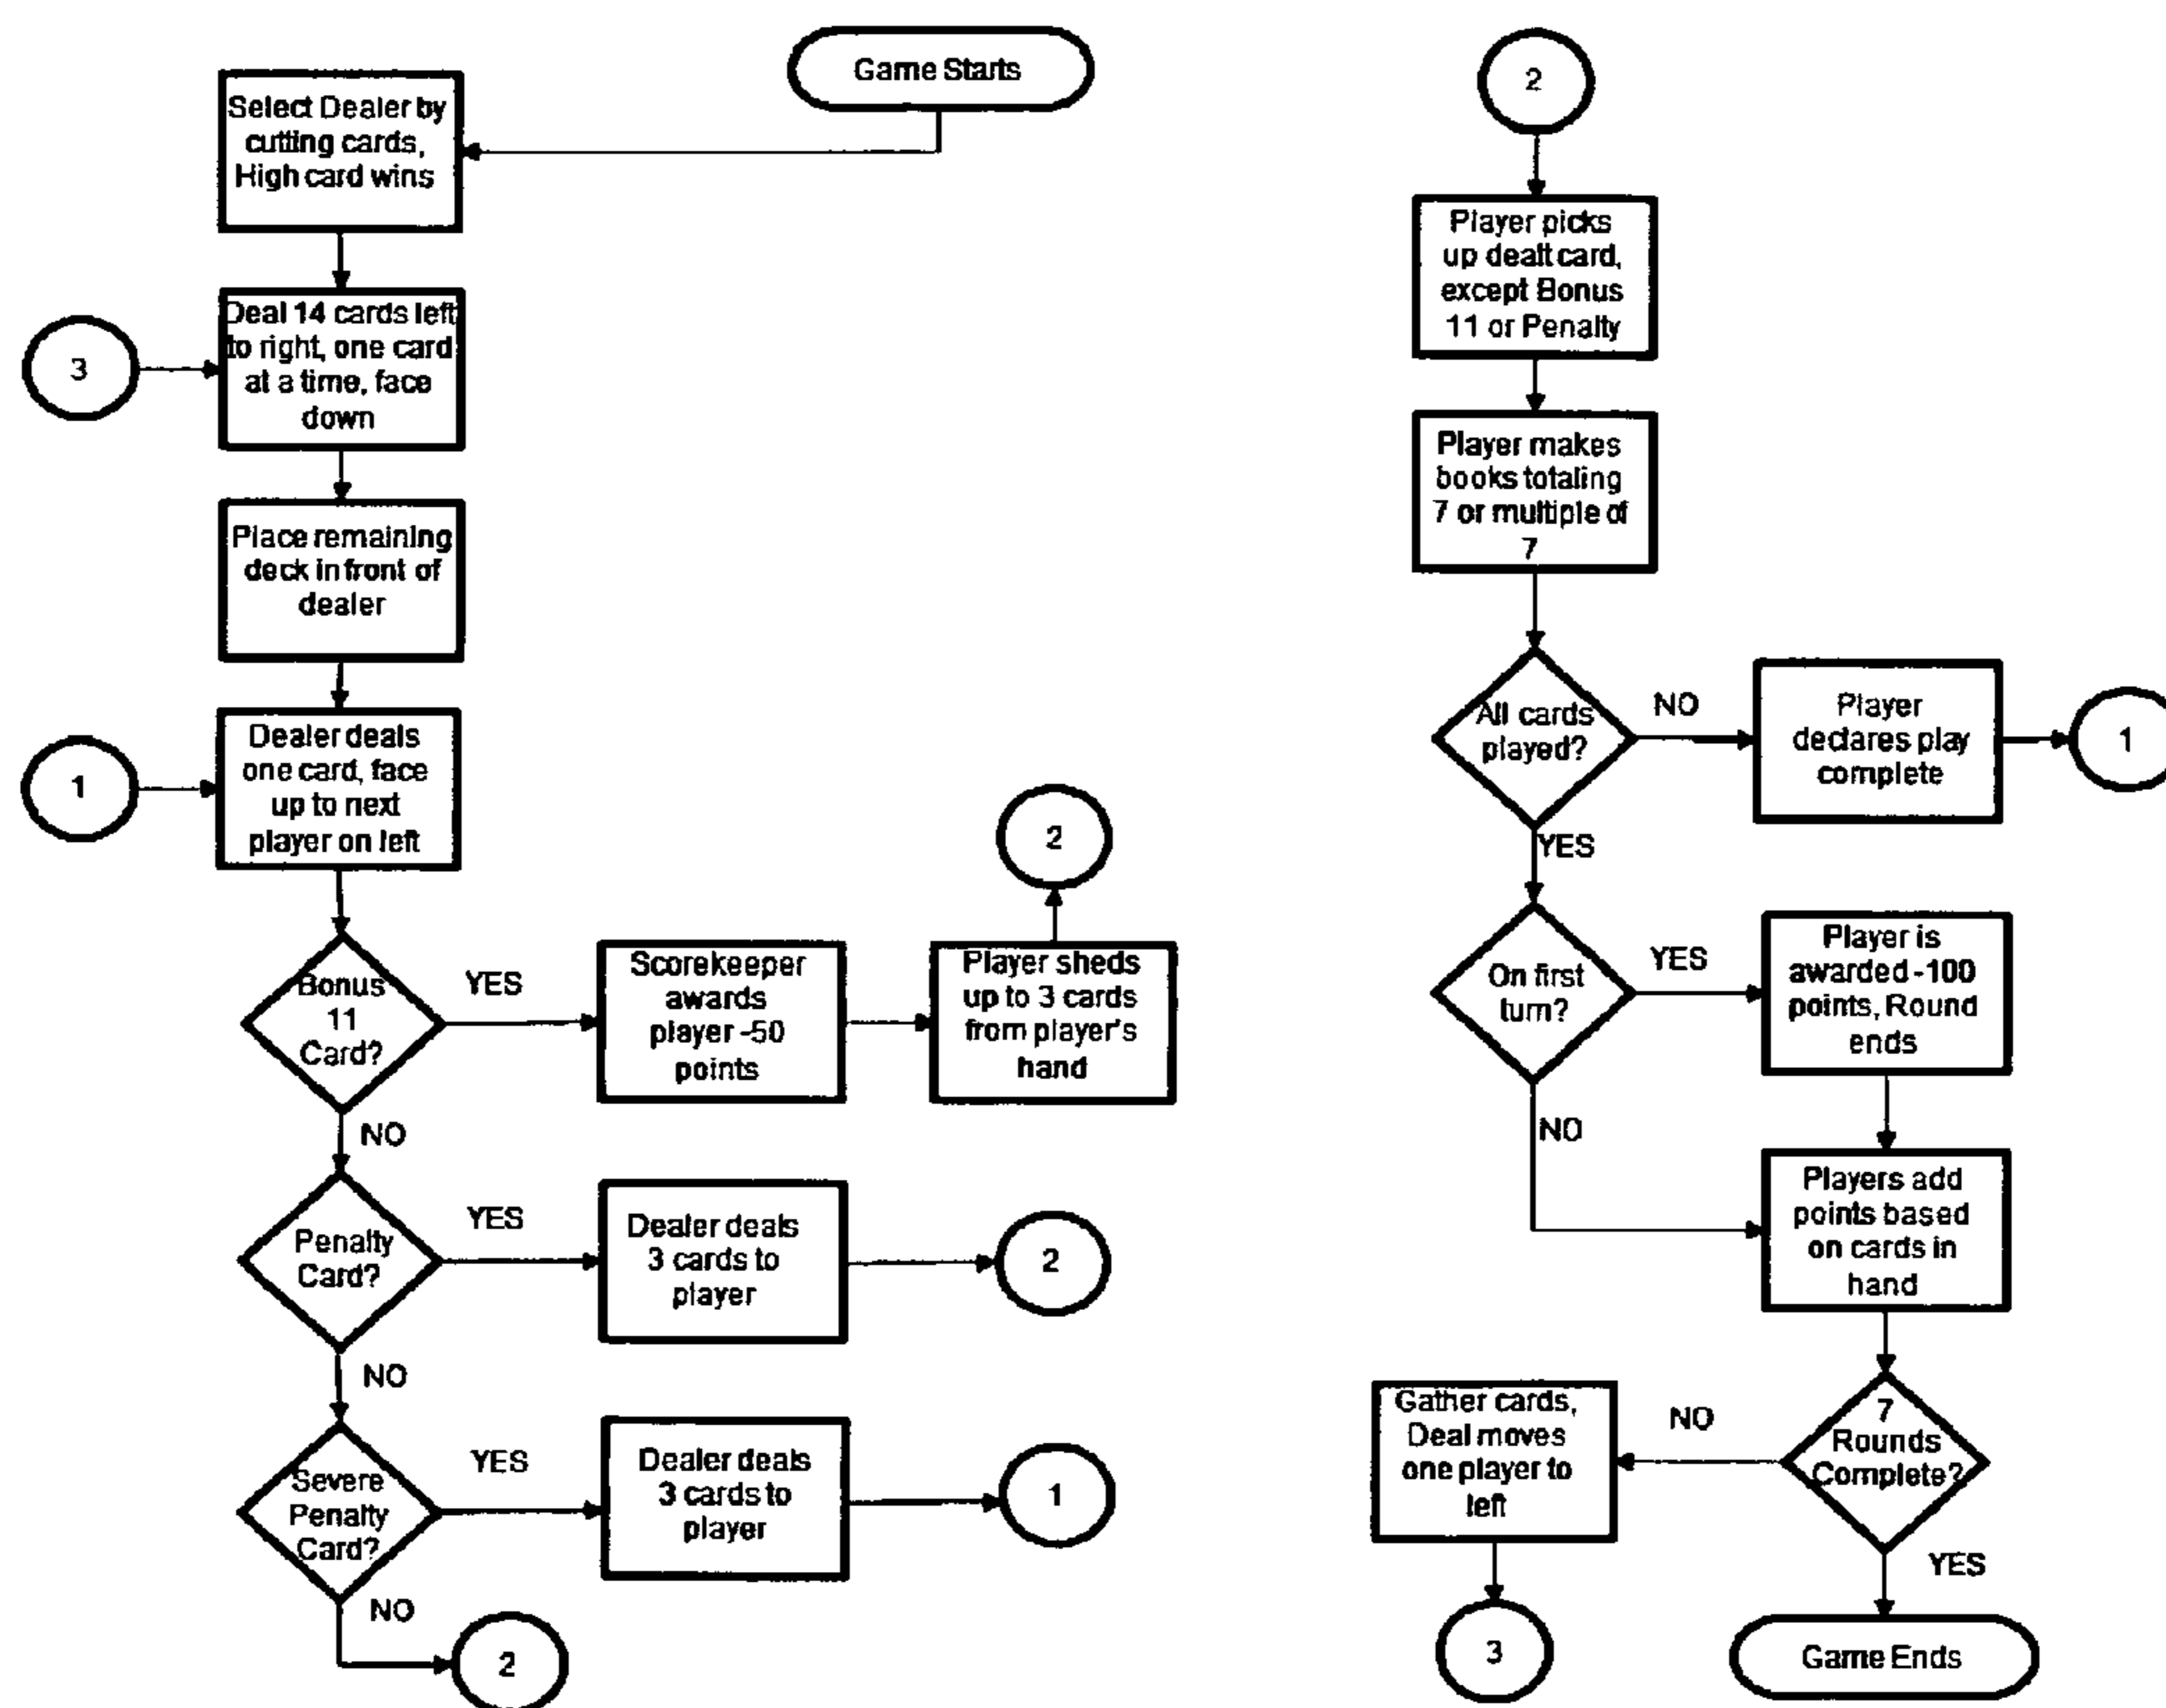 Game Starts
Select Dealer by
cutting cards,
High card wins
3
Deal 14 cards left
to right, one card
at a time, face
down
Place remaining
deck in front of
dealer
1
Dealer deals
one card, face
up to next
player on left
Bonus
11
Card?
YES
Scorekeeper
awards
player -50
points
Player sheds
up to 3 cards
from player's
hand
2
NO
Penalty
Card?
YES
Dealer deals
3 cards to
player
2
NO
Severe
Penalty
Card?
YES
Dealer deals
3 cards to
player
1
NO
2
2
Player picks
up dealt card,
except Bonus
11 or Penalty
Player makes
books totaling
7 or multiple of
7
All cards
played?
NO
Player
declares play
complete
1
YES
On first
turn?
YES
Player is
awarded -100
points, Round
ends
NO
Players add
points based
on cards in
hand
7
Rounds
Complete?
NO
Gather cards,
Deal moves
one player to
left
3
YES
Game Ends